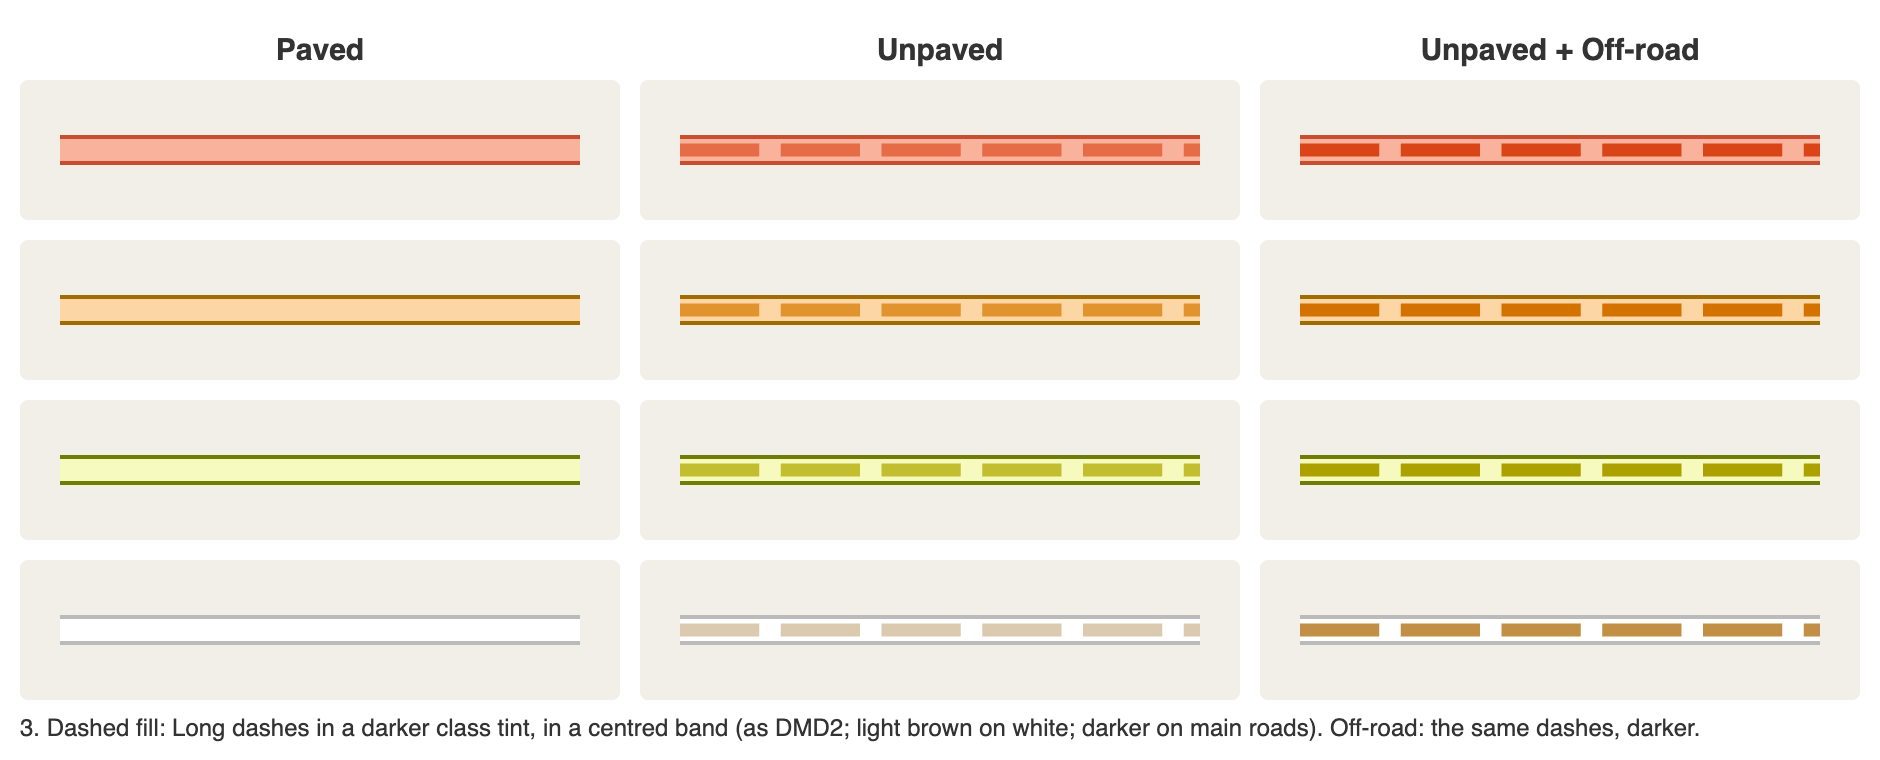 Paved
Unpaved
Unpaved + Off-road
3. Dashed fill: Long dashes in a darker class tint, in a centred band (as DMD2; light brown on white; darker on main roads). Off-road: the same dashes, darker.